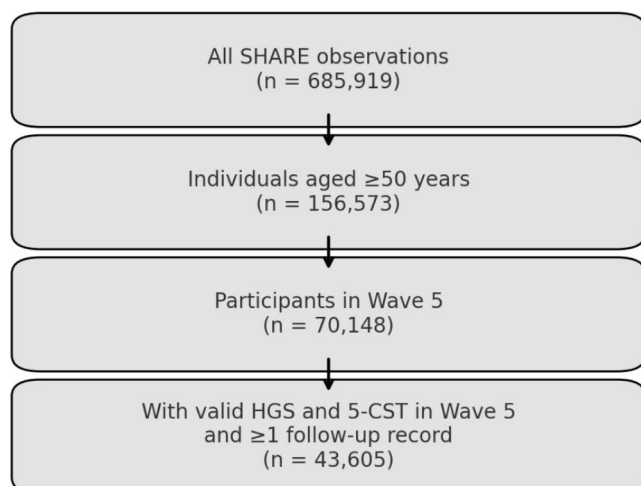 All SHARE observations
(n = 685,919)
Individuals aged ≥50 years
(n = 156,573)
Participants in Wave 5
(n = 70,148)
With valid HGS and 5-CST in Wave 5
and ≥1 follow-up record
(n = 43,605)